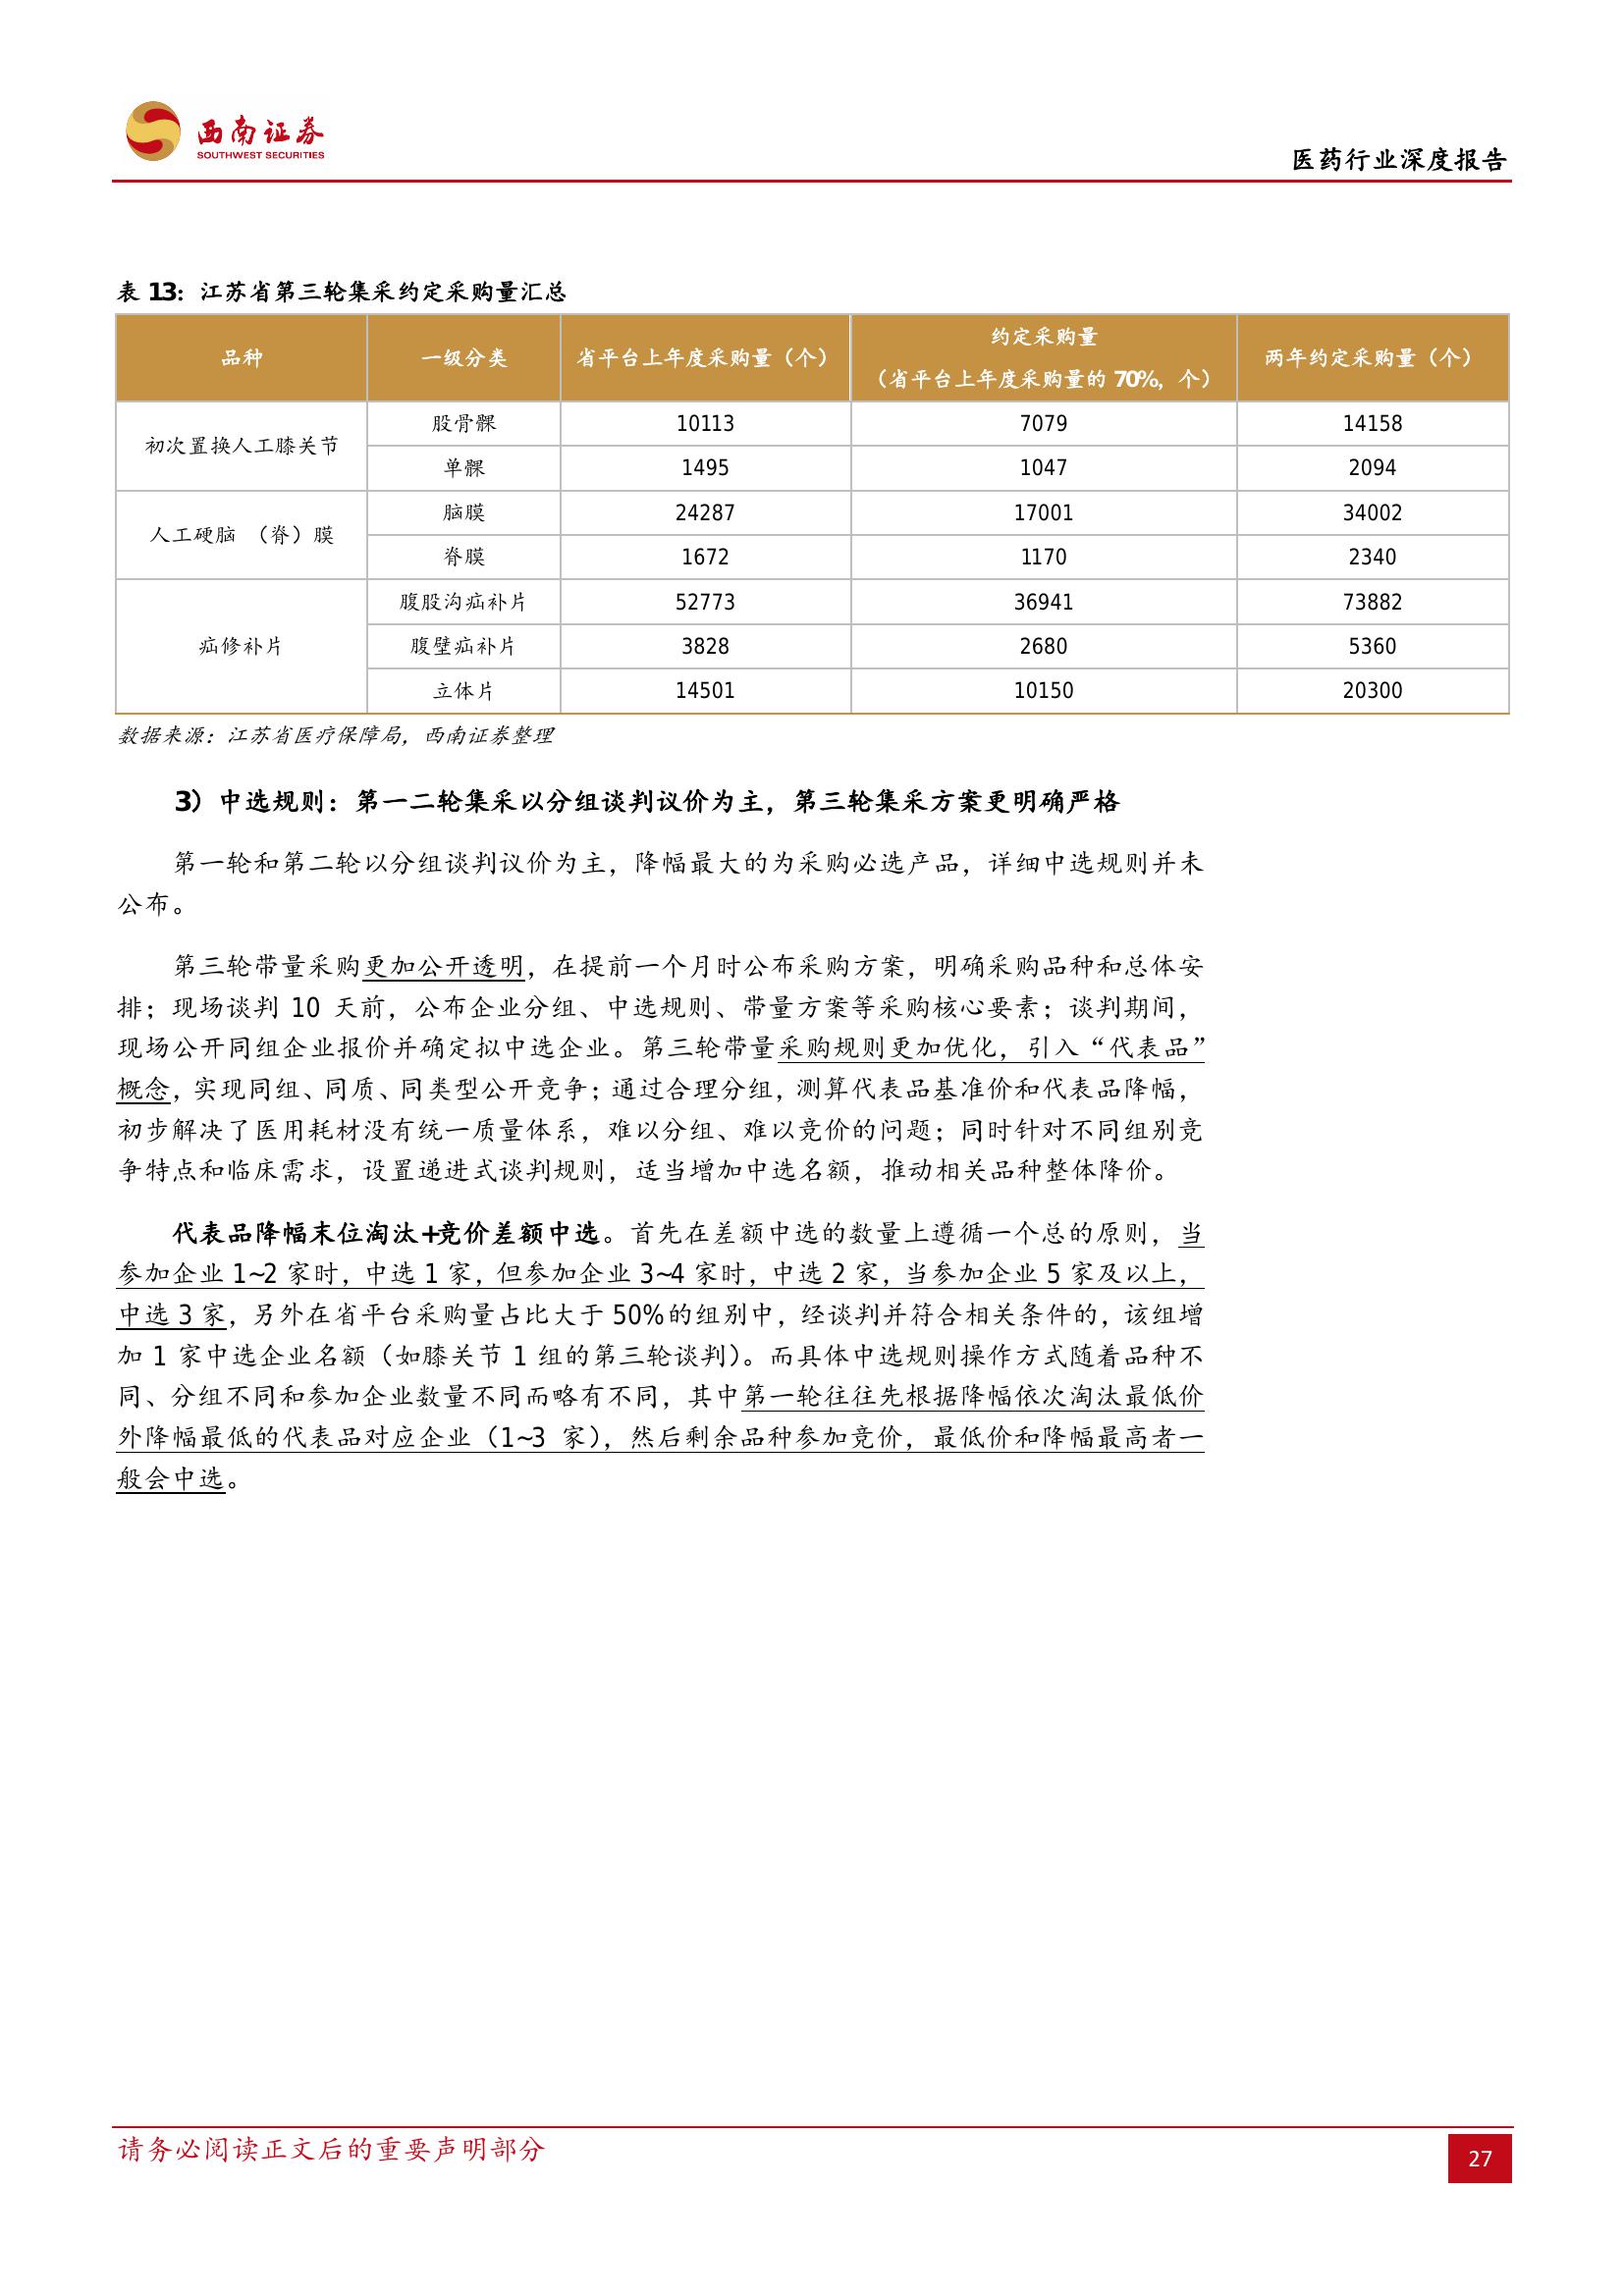 西南证券
SOUTHWEST SECURITIES
医药行业深度报告
表 13：江苏省第三轮集采约定采购量汇总
品种 一级分类 省平台上年度采购量（个） 约定采购量（省平台上年度采购量的 70%，个） 两年约定采购量（个）
初次置换人工膝关节 股骨髁 10113 7079 14158
单髁 1495 1047 2094
人工硬脑 （脊）膜 脑膜 24287 17001 34002
脊膜 1672 1170 2340
疝修补片 腹股沟疝补片 52773 36941 73882
腹壁疝补片 3828 2680 5360
立体片 14501 10150 20300
数据来源：江苏省医疗保障局，西南证券整理
3）中选规则：第一二轮集采以分组谈判议价为主，第三轮集采方案更明确严格
第一轮和第二轮以分组谈判议价为主，降幅最大的为采购必选产品，详细中选规则并未
公布。
第三轮带量采购更加公开透明，在提前一个月时公布采购方案，明确采购品种和总体安
排；现场谈判 10 天前，公布企业分组、中选规则、带量方案等采购核心要素；谈判期间，
现场公开同组企业报价并确定拟中选企业。第三轮带量采购规则更加优化，引入“代表品”
概念，实现同组、同质、同类型公开竞争；通过合理分组，测算代表品基准价和代表品降幅，
初步解决了医用耗材没有统一质量体系，难以分组、难以竞价的问题；同时针对不同组别竞
争特点和临床需求，设置递进式谈判规则，适当增加中选名额，推动相关品种整体降价。
代表品降幅末位淘汰+竞价差额中选。首先在差额中选的数量上遵循一个总的原则，当
参加企业 1~2 家时，中选 1 家，但参加企业 3~4 家时，中选 2 家，当参加企业 5 家及以上，
中选 3 家，另外在省平台采购量占比大于 50%的组别中，经谈判并符合相关条件的，该组增
加 1 家中选企业名额（如膝关节 1 组的第三轮谈判）。而具体中选规则操作方式随着品种不
同、分组不同和参加企业数量不同而略有不同，其中第一轮往往先根据降幅依次淘汰最低价
外降幅最低的代表品对应企业（1~3 家），然后剩余品种参加竞价，最低价和降幅最高者一
般会中选。
请务必阅读正文后的重要声明部分
27